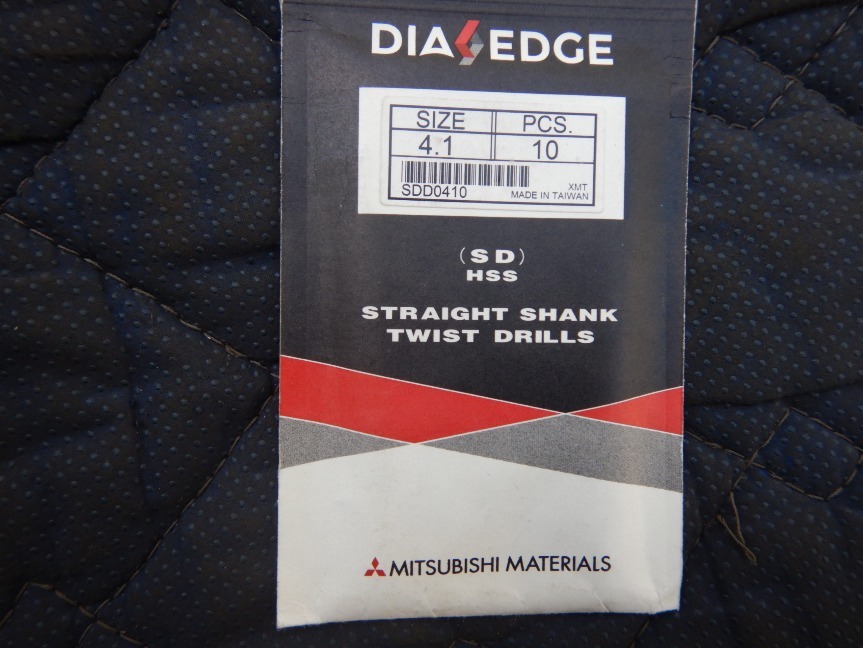 DIAEDGE
SIZE PCS.
4.1 10
SDD0410 XMT
MADE IN TAIWAN
(SD)
HSS
STRAIGHT SHANK
TWIST DRILLS
MITSUBISHI MATERIALS